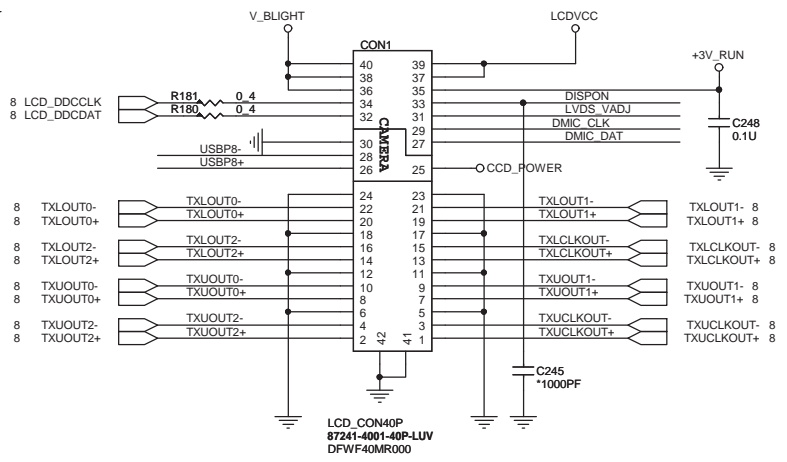 V_BLIGHT LCDVCC
CON1
+3V_RUN
40 39
38 37
36 35
8 LCD_DDCCLK R181 0_4 34 33 DISPON
8 LCD_DDCDAT R180 0_4 32 31 LVDS_VADJ
29 DMIC_CLK
30 27 DMIC_DAT
C248
0.1U
CAMERA
USBP8- 28
USBP8+ 26 25 CCD_POWER
24 23
8 TXLOUT0- TXLOUT0- 22 21 TXLOUT1- TXLOUT1- 8
8 TXLOUT0+ TXLOUT0+ 20 19 TXLOUT1+ TXLOUT1+ 8
18 17
8 TXLOUT2- TXLOUT2- 16 15 TXLCLKOUT- TXLCLKOUT- 8
8 TXLOUT2+ TXLOUT2+ 14 13 TXLCLKOUT+ TXLCLKOUT+ 8
12 11
8 TXUOUT0- TXUOUT0- 10 9 TXUOUT1- TXUOUT1- 8
8 TXUOUT0+ TXUOUT0+ 8 7 TXUOUT1+ TXUOUT1+ 8
6 5
8 TXUOUT2- TXUOUT2- 4 3 TXUCLKOUT- TXUCLKOUT- 8
8 TXUOUT2+ TXUOUT2+ 2 1 TXUCLKOUT+ TXUCLKOUT+ 8
42 41
C245
*1000PF
LCD_CON40P
87241-4001-40P-LUV
DFWF40MR000